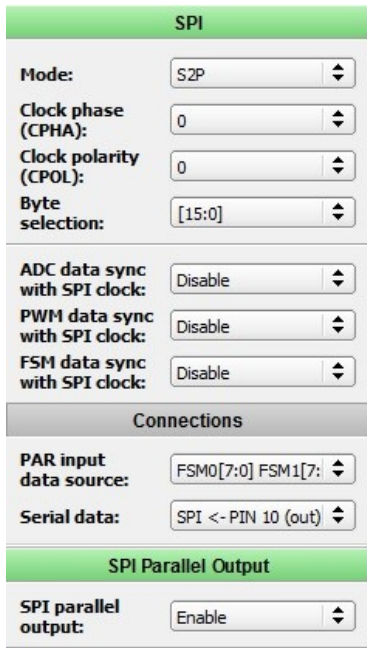 SPI
Mode: S2P
Clock phase
(CPHA): 0
Clock polarity
(CPOL): 0
Byte
selection: [15:0]
ADC data sync
with SPI clock: Disable
PWM data sync
with SPI clock: Disable
FSM data sync
with SPI clock: Disable
Connections
PAR input
data source: FSM0[7:0] FSM1[7:
Serial data: SPI <- PIN 10 (out)
SPI Parallel Output
SPI parallel
output: Enable